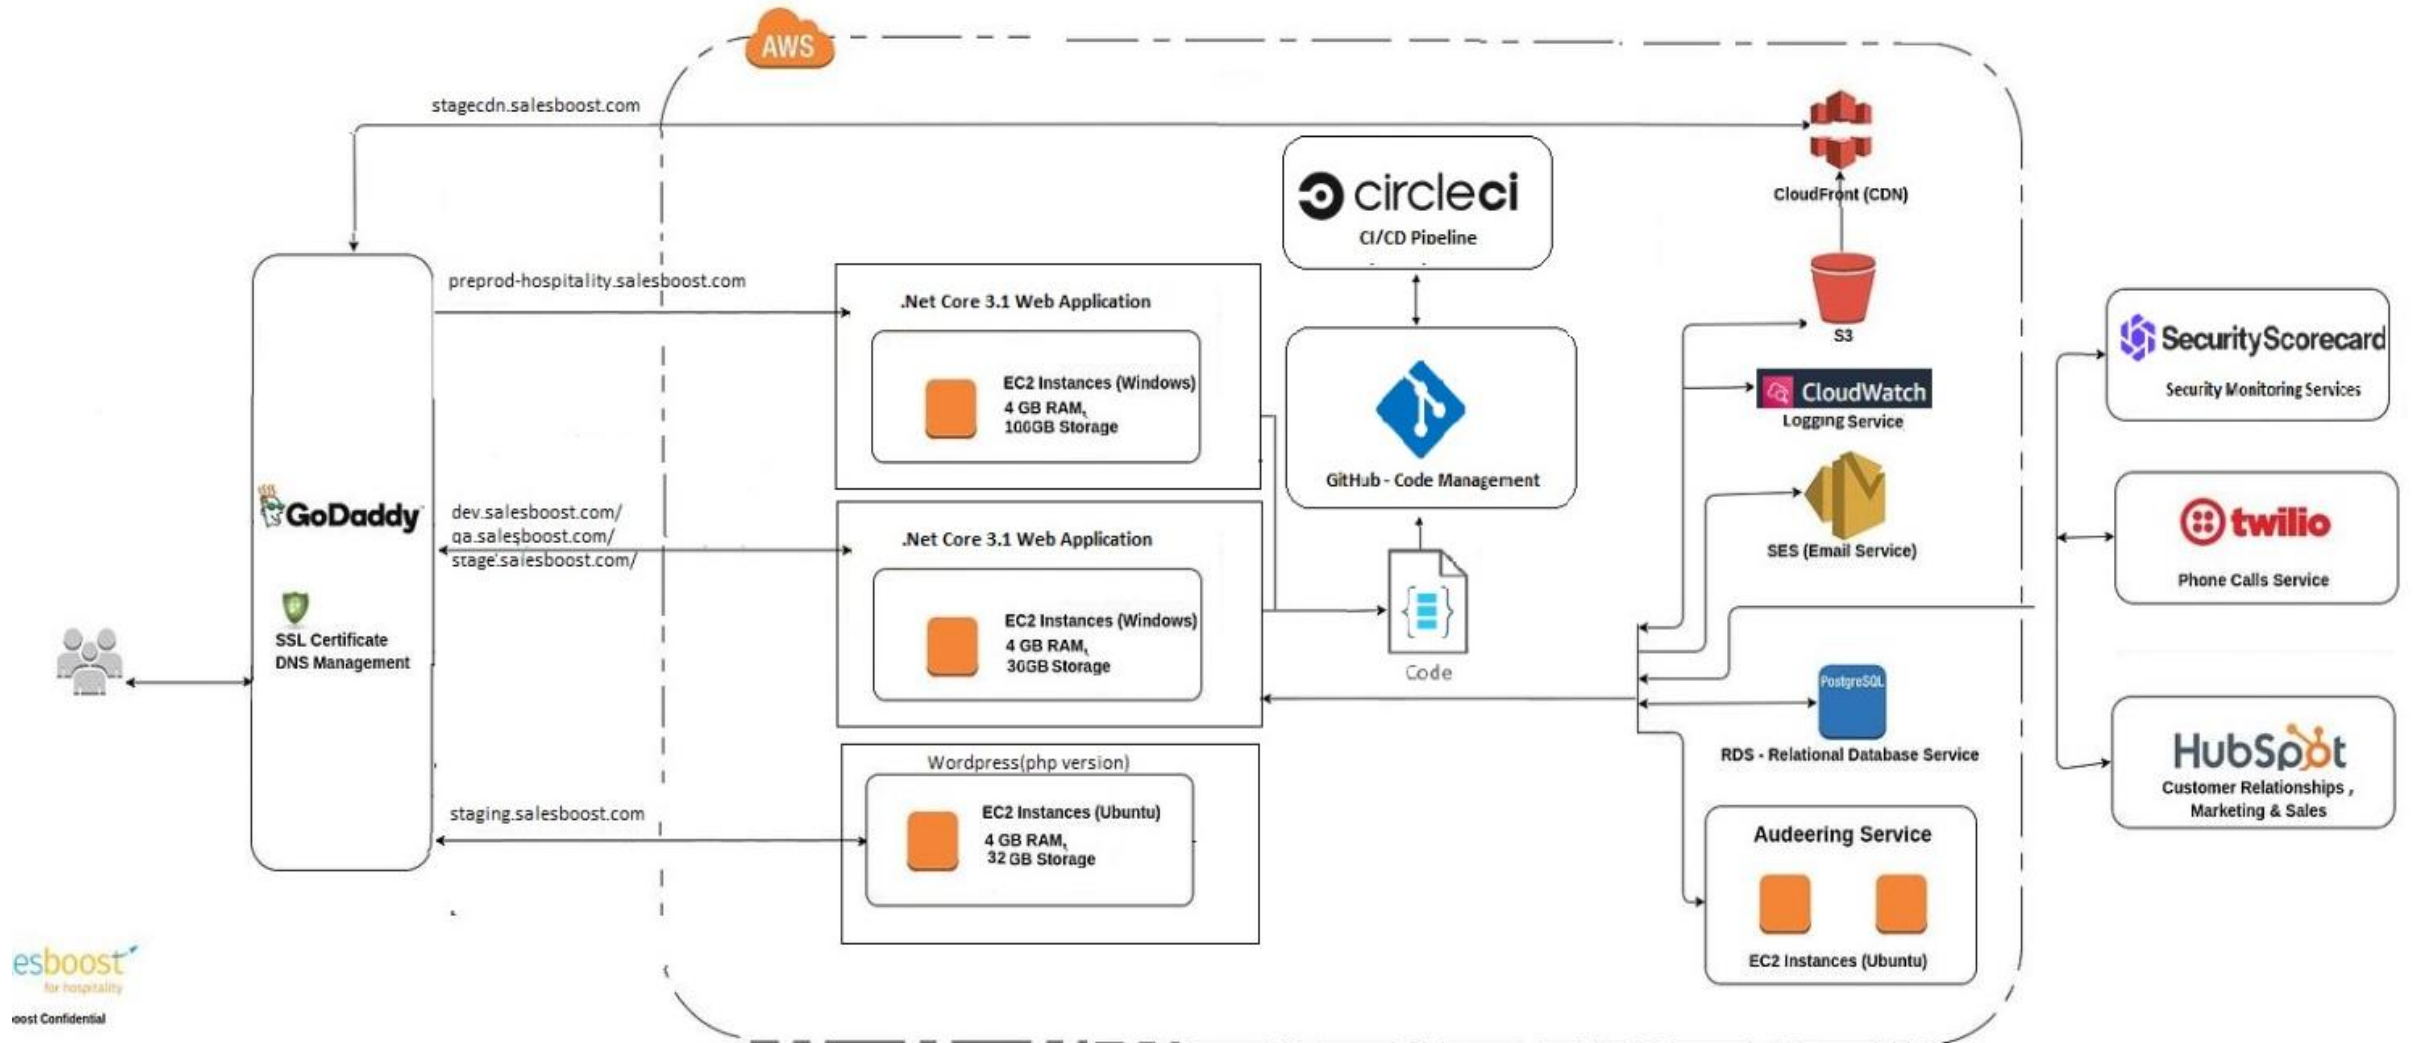 AWS
stagecdn.salesboost.com
CloudFront (CDN)
circleci
CI/CD Pipeline
preprod-hospitality.salesboost.com
.Net Core 3.1 Web Application
EC2 Instances (Windows)
4 GB RAM,
100GB Storage
GitHub - Code Management
S3
CloudWatch
Logging Service
SES (Email Service)
SecurityScorecard
Security Monitoring Services
twilio
Phone Calls Service
HubSpot
Customer Relationships ,
Marketing & Sales
GoDaddy
SSL Certificate
DNS Management
dev.salesboost.com/
qa.salesboost.com/
stage.salesboost.com/
.Net Core 3.1 Web Application
EC2 Instances (Windows)
4 GB RAM,
30GB Storage
Code
PostgreSQL
RDS - Relational Database Service
Wordpress(php version)
EC2 Instances (Ubuntu)
4 GB RAM,
32 GB Storage
staging.salesboost.com
Audeering Service
EC2 Instances (Ubuntu)
esboost
for hospitality
oost Confidential